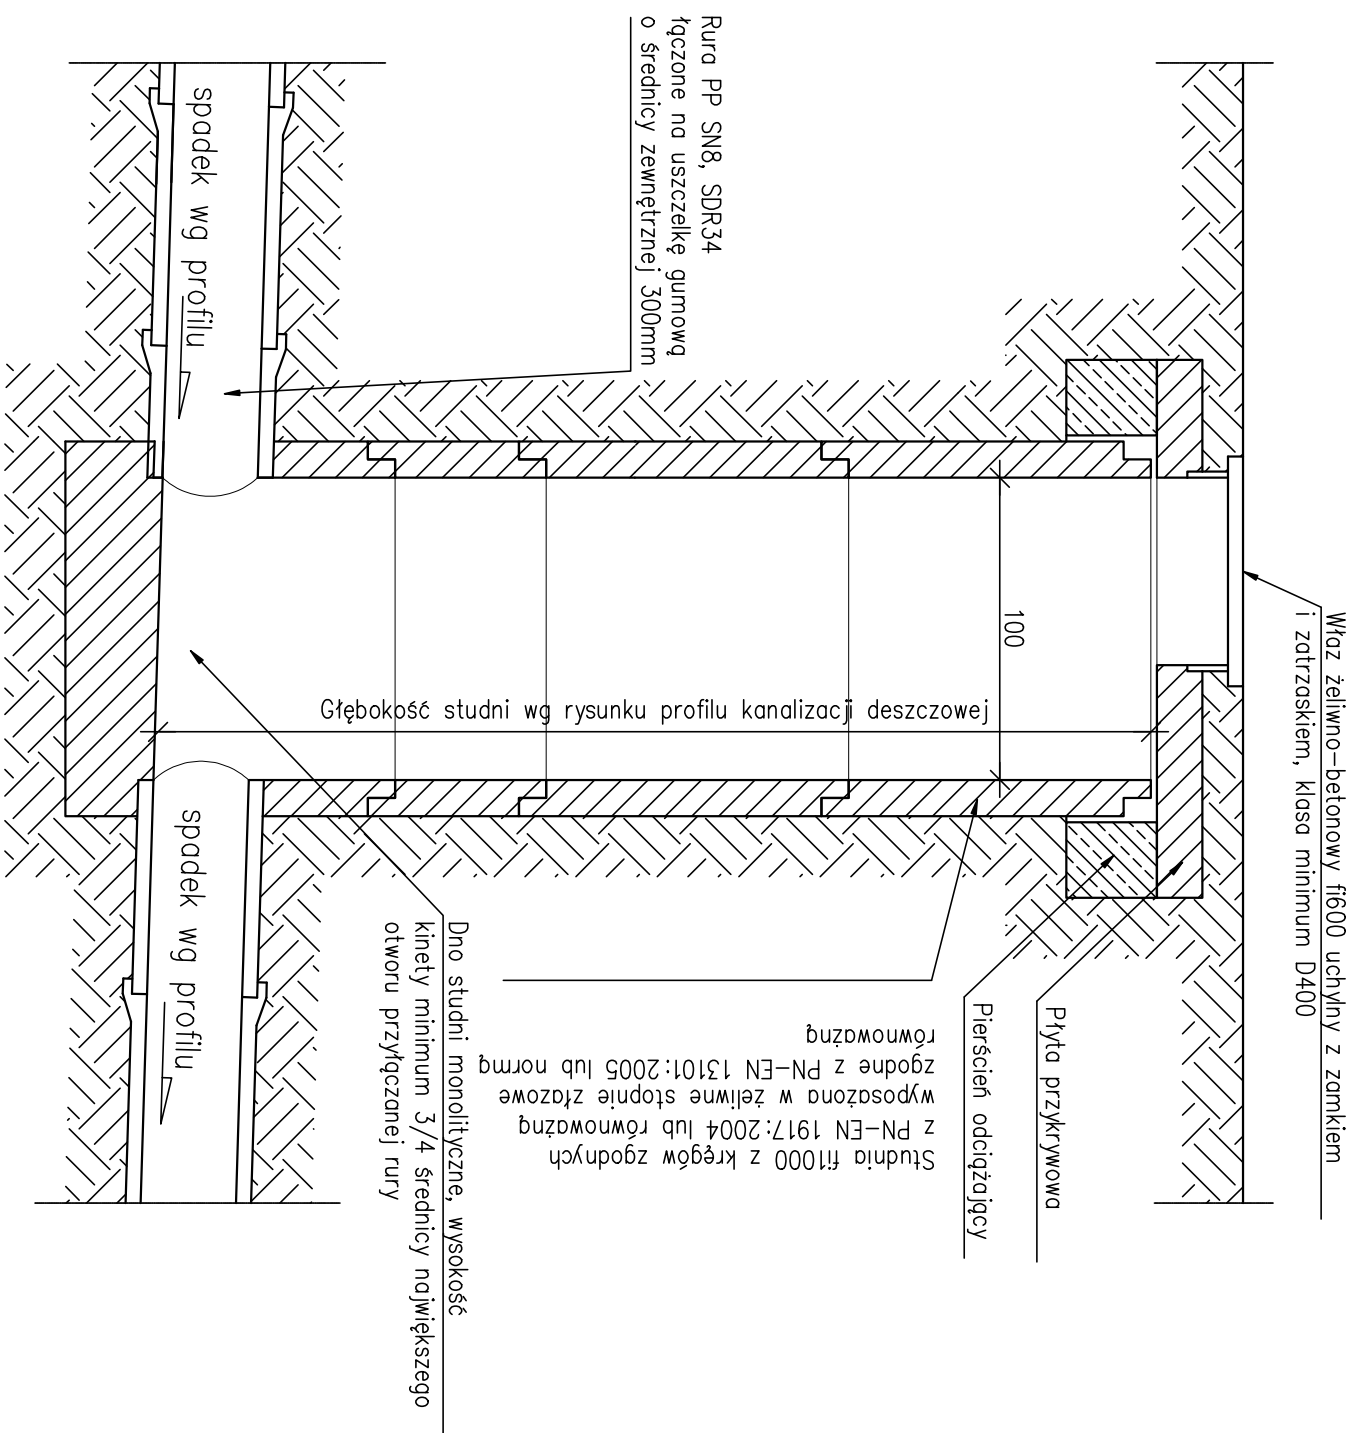 Właz żeliwno-betonowy fi600 uchylny z zamkiem
i zatrzaskiem, klasa minimum D400
Płyta przykrywowa
Pierścień odciążający
Studnia fi1000 z kręgów zgodnych
z PN-EN 1917:2004 lub równoważną
wyposażona w żeliwne stopnie złazowe
zgodne z PN-EN 13101:2005 lub normą
równoważną
100
Głębokość studni wg rysunku profilu kanalizacji deszczowej
Rura PP SN8, SDR34
łączone na uszczelkę gumową
o średnicy zewnętrznej 300mm
spadek wg profilu
spadek wg profilu
Dno studni monolityczne, wysokość
kinety minimum 3/4 średnicy największego
otworu przyłączanej rury